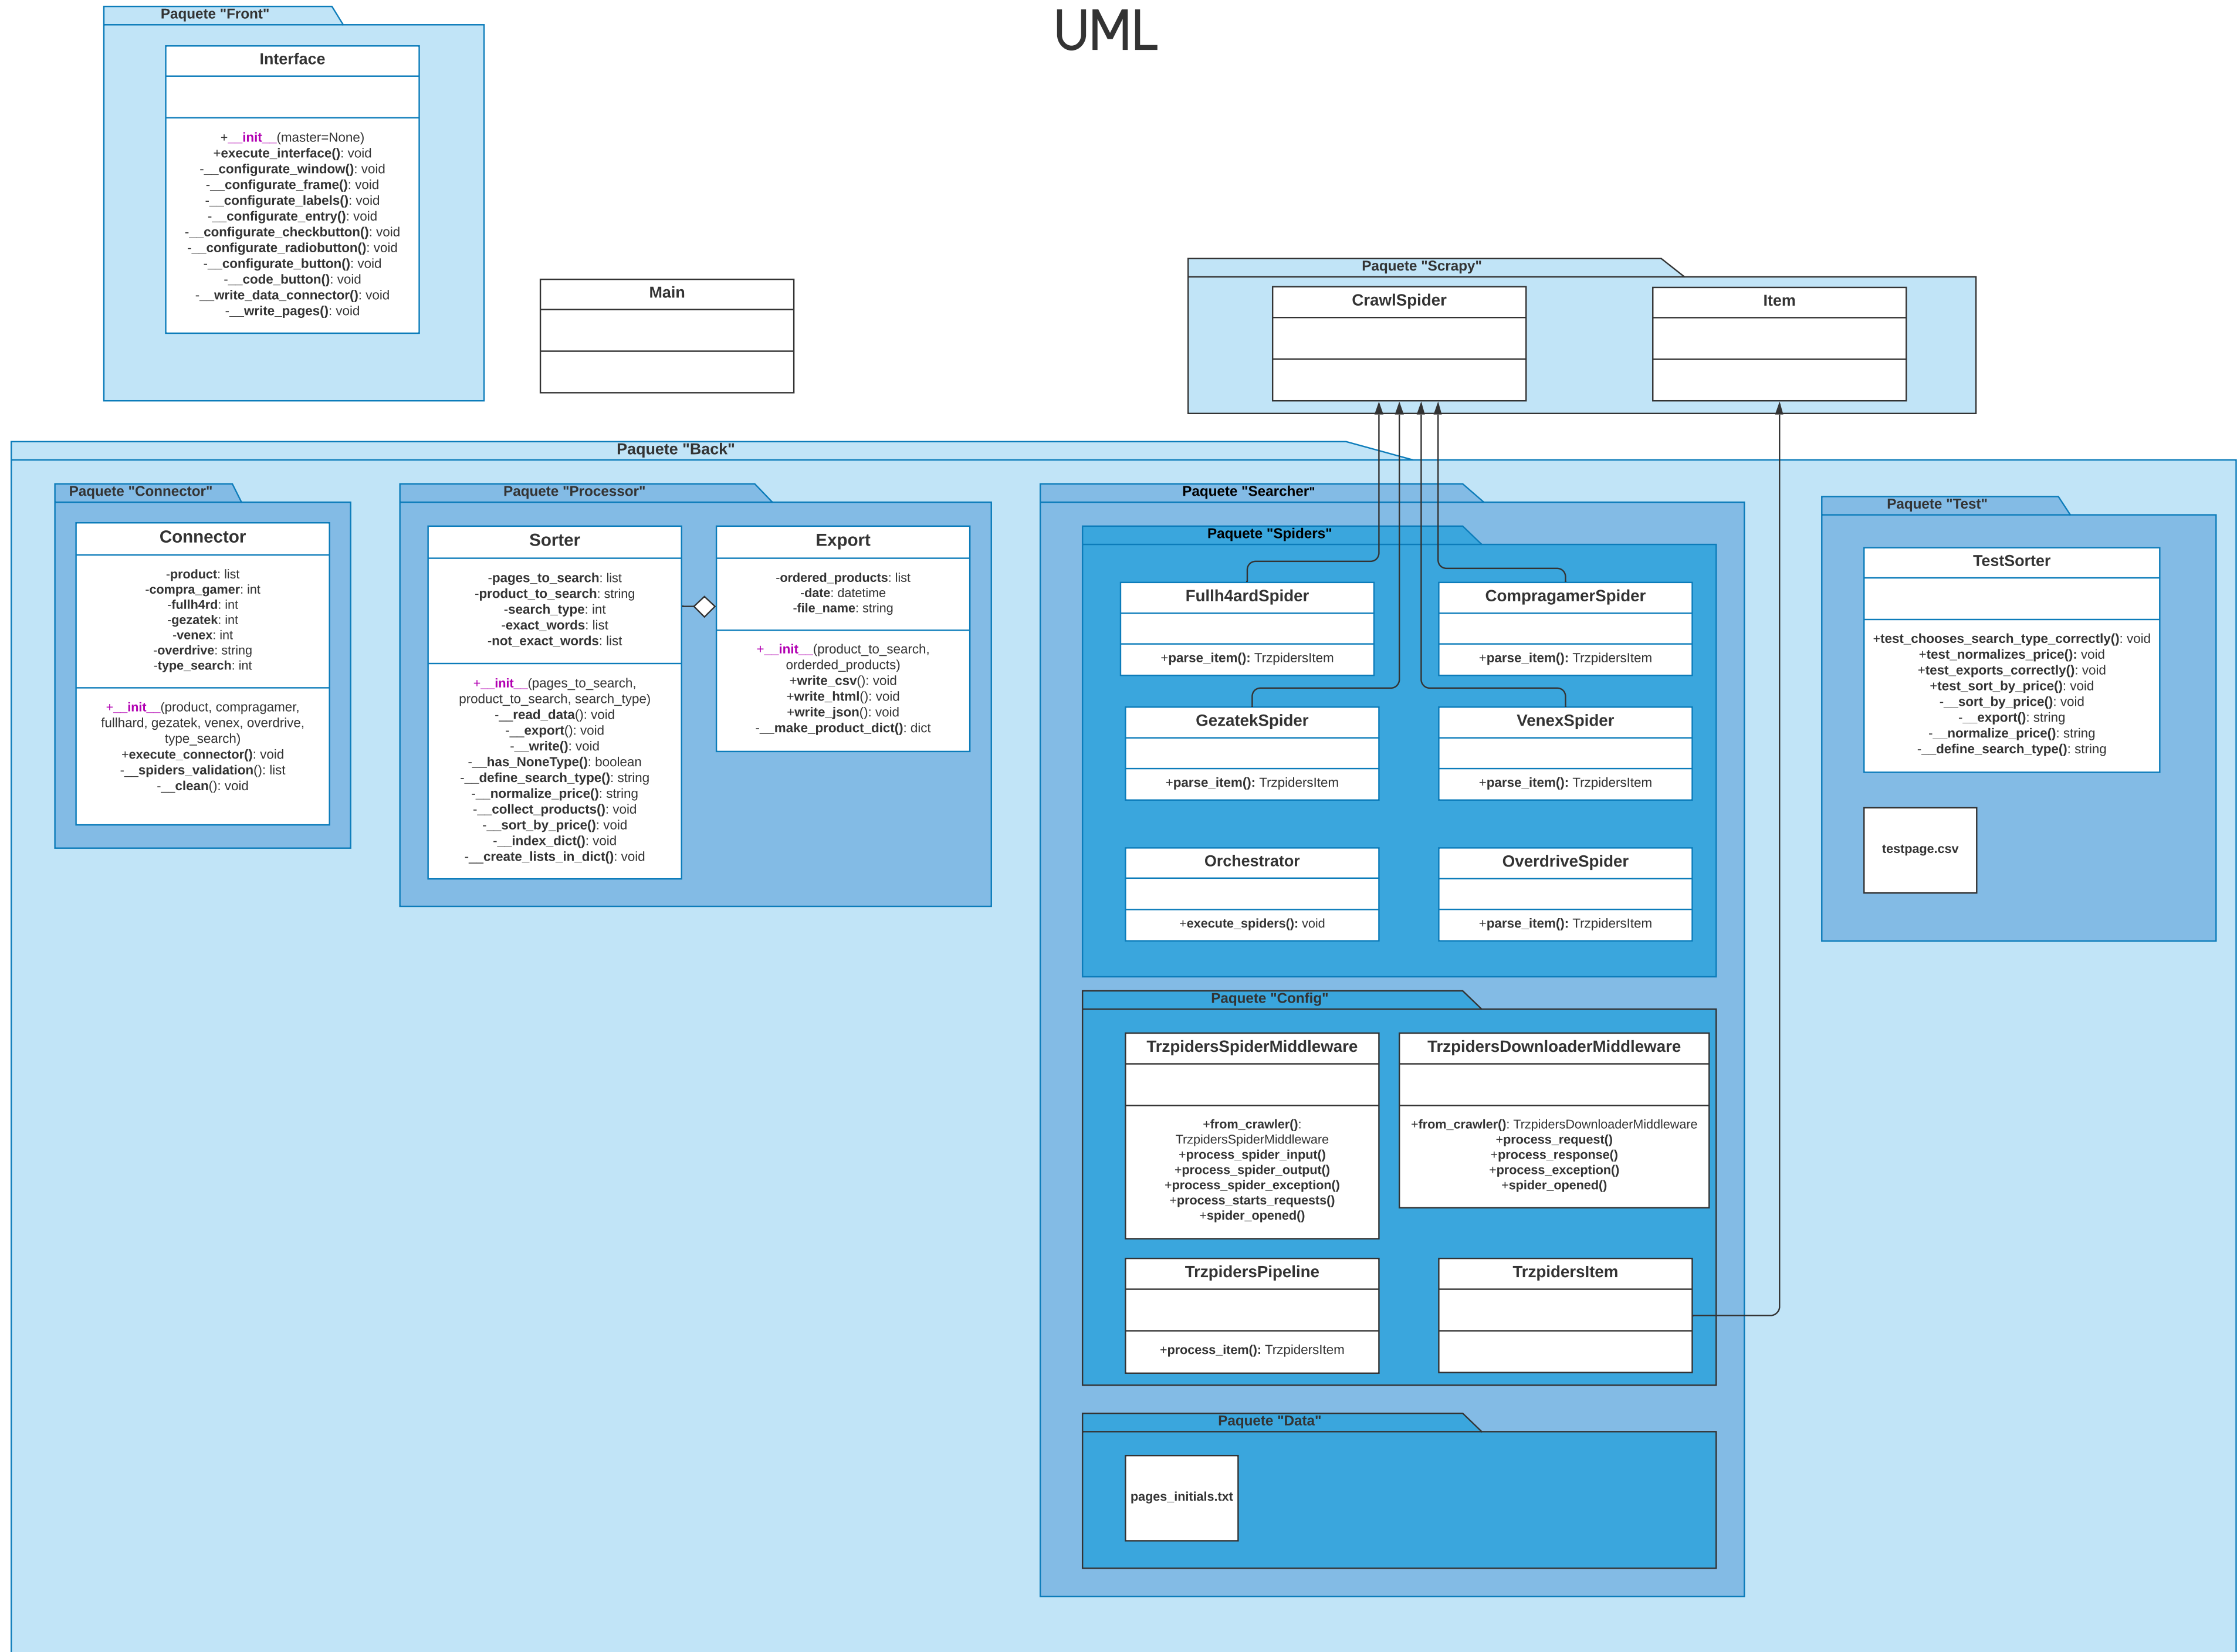 UML
Paquete "Front"
Interface
+__init__(master=None)
+execute_interface(): void
-__configurate_window(): void
-__configurate_frame(): void
-__configurate_labels(): void
-__configurate_entry(): void
-__configurate_checkbutton(): void
-__configurate_radiobutton(): void
-__configurate_button(): void
-__code_button(): void
-__write_data_connector(): void
-__write_pages(): void
Main
Paquete "Scrapy"
CrawlSpider
Item
Paquete "Back"
Paquete "Connector"
Connector
-product: list
-compra_gamer: int
-fullh4rd: int
-gezatek: int
-venex: int
-overdrive: string
-type_search: int
+__init__(product, compragamer,
fullhard, gezatek, venex, overdrive,
type_search)
+execute_connector(): void
-__spiders_validation(): list
-__clean(): void
Paquete "Processor"
Sorter
-pages_to_search: list
-product_to_search: string
-search_type: int
-exact_words: list
-not_exact_words: list
+__init__(pages_to_search,
product_to_search, search_type)
-__read_data(): void
-__export(): void
-__write(): void
-__has_NoneType(): boolean
-__define_search_type(): string
-__normalize_price(): string
-__collect_products(): void
-__sort_by_price(): void
-__index_dict(): void
-__create_lists_in_dict(): void
Export
-ordered_products: list
-date: datetime
-file_name: string
+__init__(product_to_search,
orderded_products)
+write_csv(): void
+write_html(): void
+write_json(): void
-__make_product_dict(): dict
Paquete "Searcher"
Paquete "Spiders"
Fullh4ardSpider
+parse_item(): TrzpidersItem
CompragamerSpider
+parse_item(): TrzpidersItem
GezatekSpider
+parse_item(): TrzpidersItem
VenexSpider
+parse_item(): TrzpidersItem
Orchestrator
+execute_spiders(): void
OverdriveSpider
+parse_item(): TrzpidersItem
Paquete "Config"
TrzpidersSpiderMiddleware
+from_crawler():
TrzpidersSpiderMiddleware
+process_spider_input()
+process_spider_output()
+process_spider_exception()
+process_starts_requests()
+spider_opened()
TrzpidersDownloaderMiddleware
+from_crawler(): TrzpidersDownloaderMiddleware
+process_request()
+process_response()
+process_exception()
+spider_opened()
TrzpidersPipeline
+process_item(): TrzpidersItem
TrzpidersItem
Paquete "Data"
pages_initials.txt
Paquete "Test"
TestSorter
+test_chooses_search_type_correctly(): void
+test_normalizes_price(): void
+test_exports_correctly(): void
+test_sort_by_price(): void
-__sort_by_price(): void
-__export(): string
-__normalize_price(): string
-__define_search_type(): string
testpage.csv